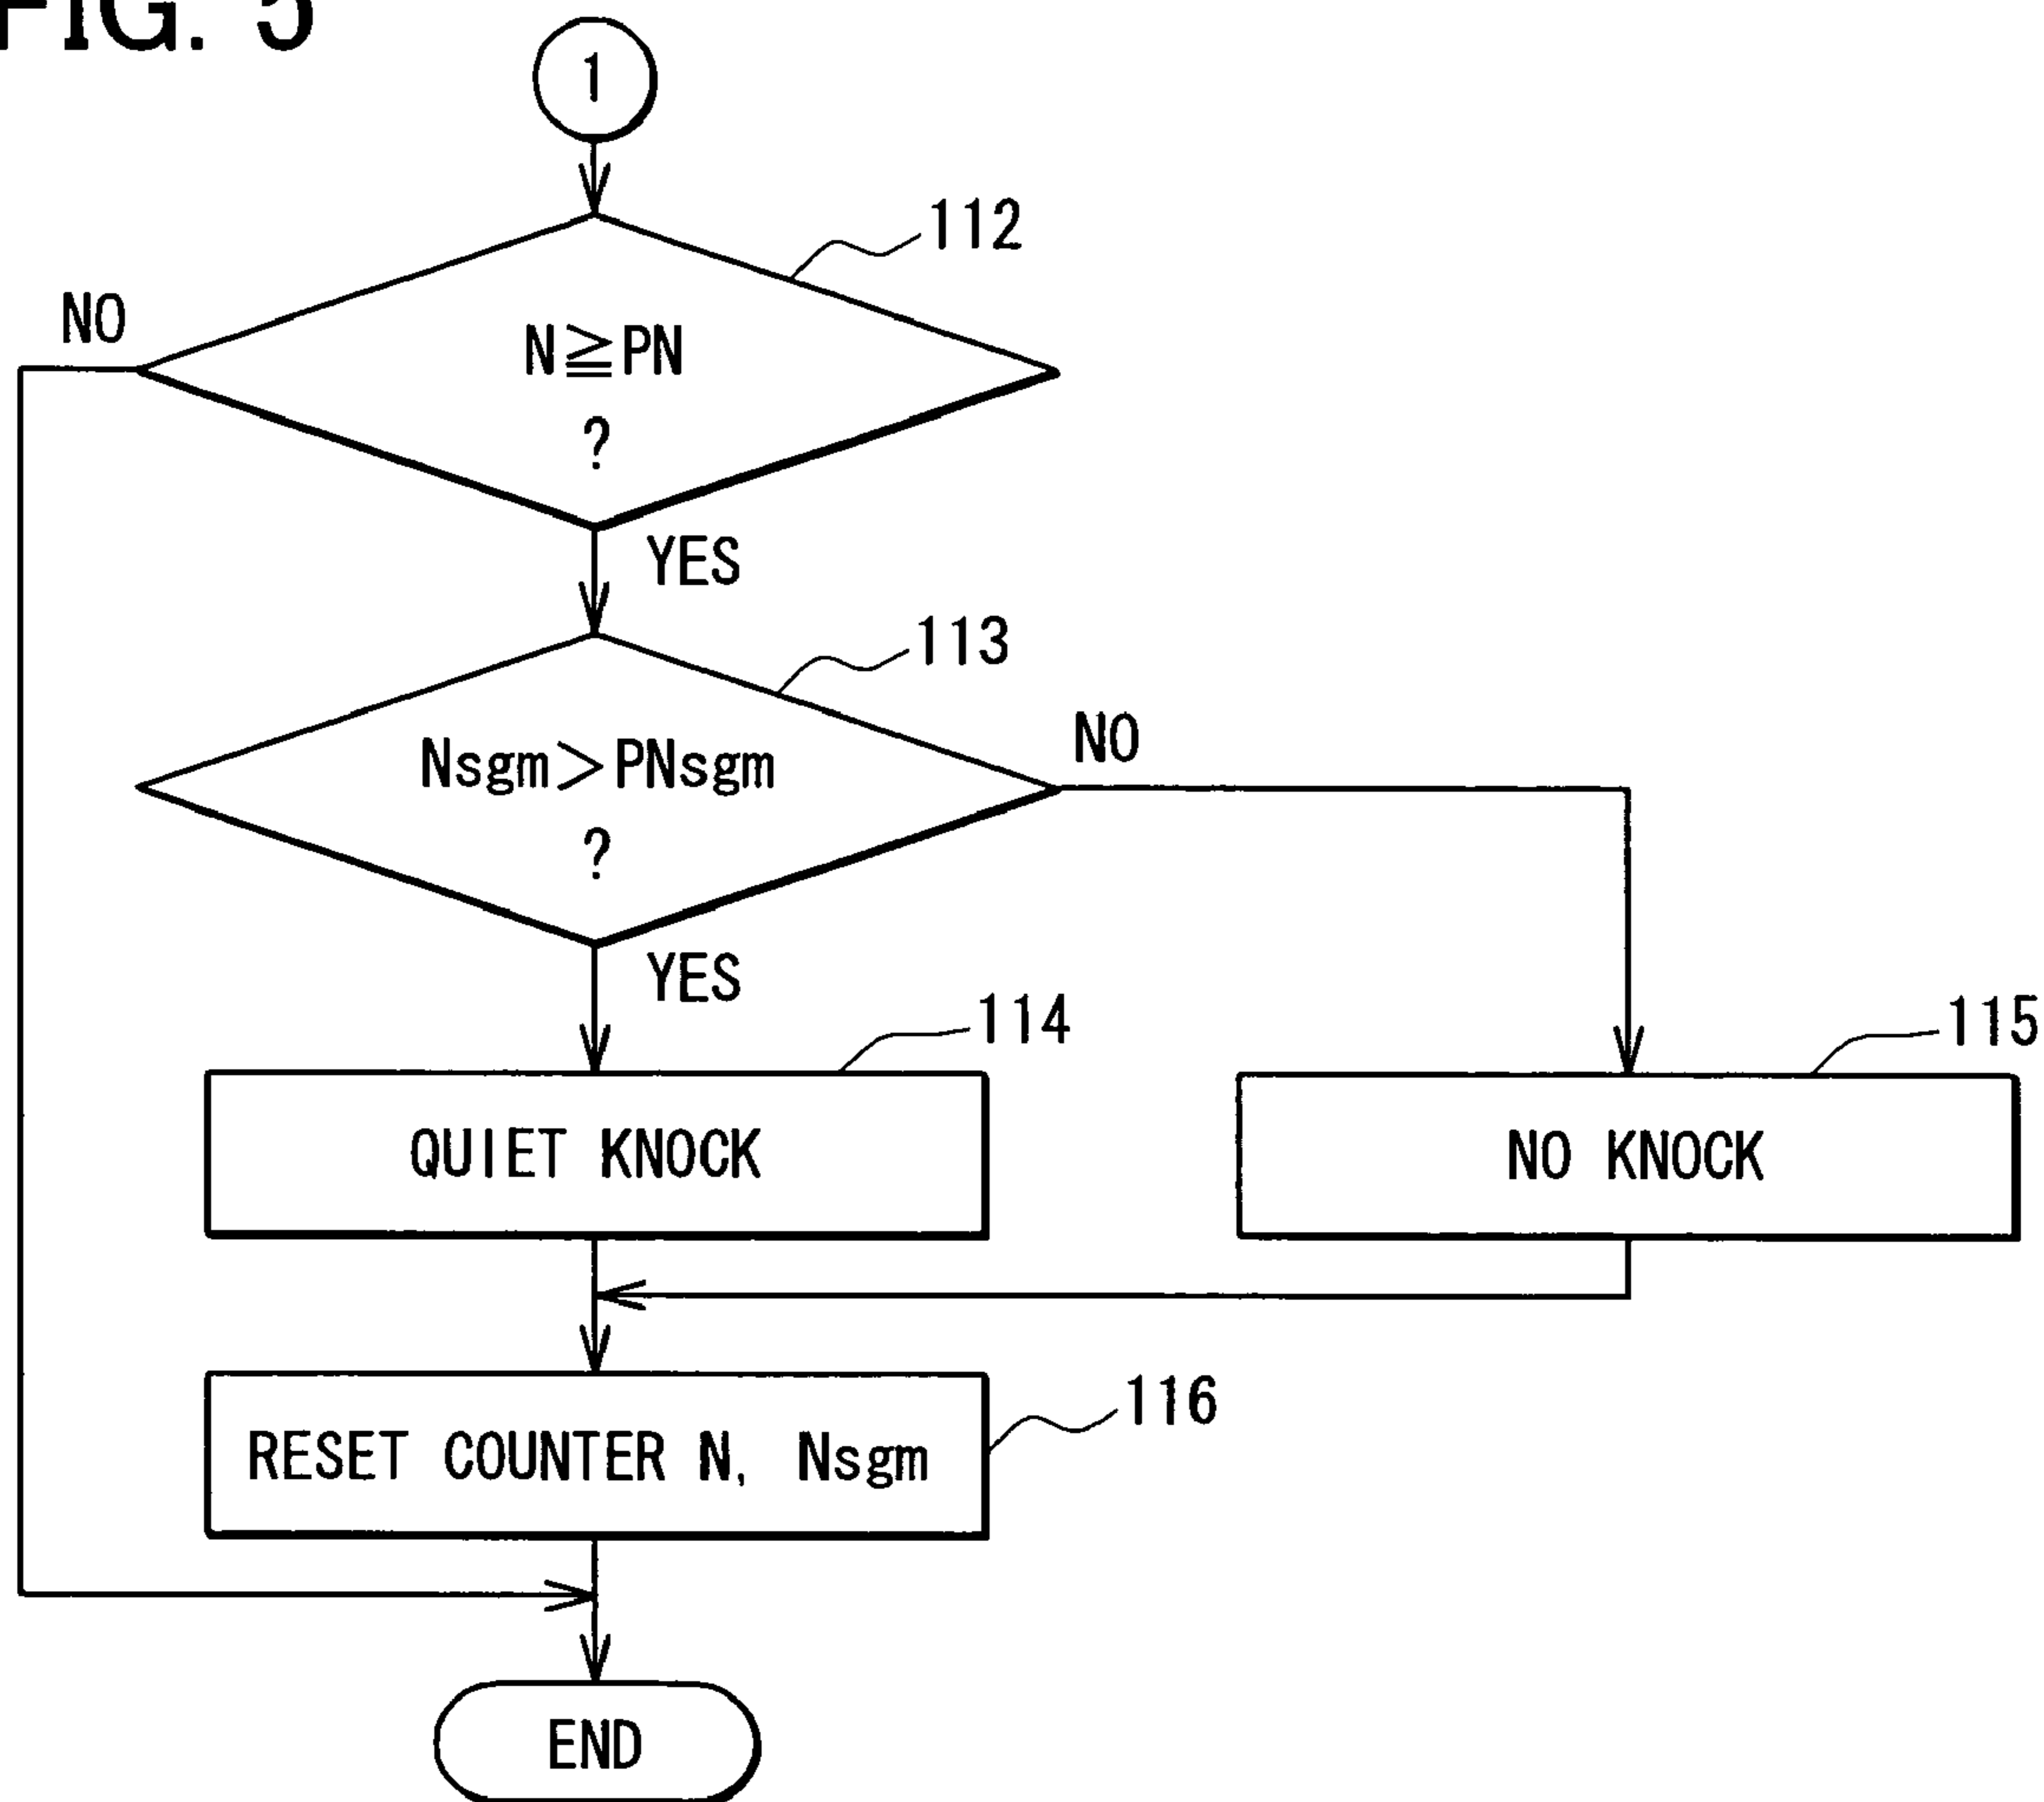 FIG. 5
1
112
NO
N≧PN
?
YES
113
Nsgm>PNsgm
NO
?
YES
114
115
QUIET KNOCK
NO KNOCK
116
RESET COUNTER N, Nsgm
END